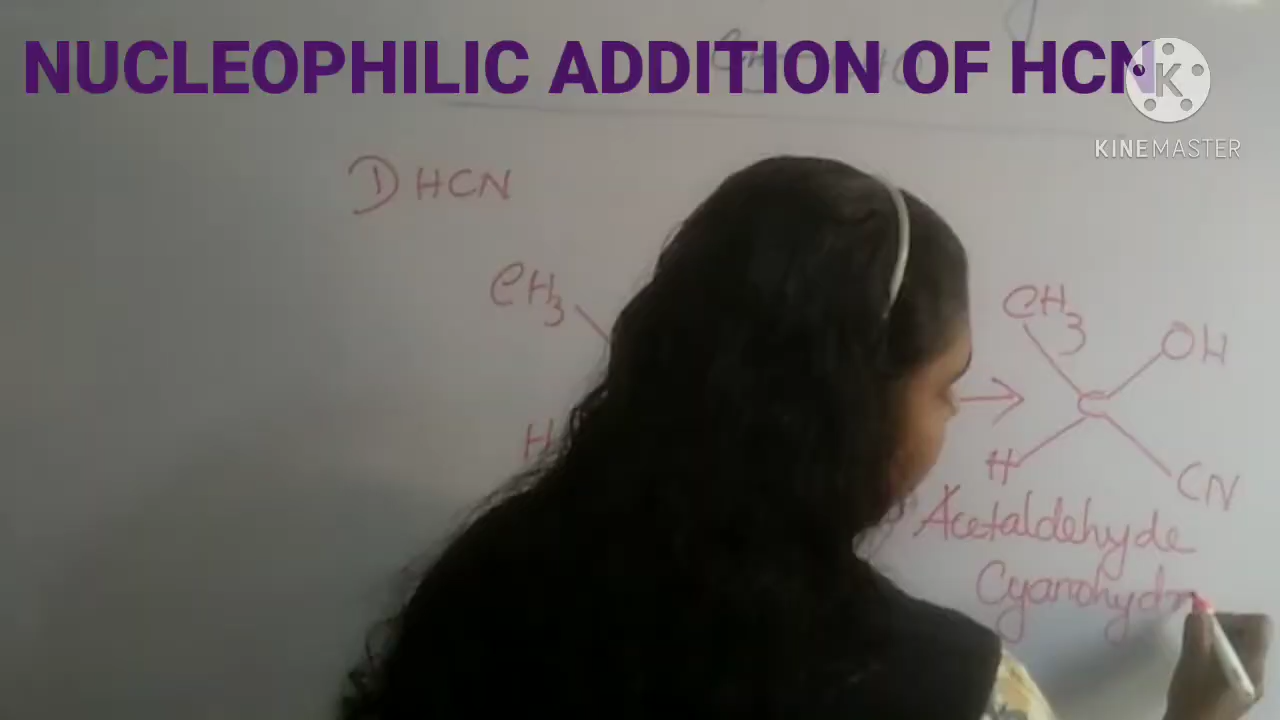 NUCLEOPHILIC ADDITION OF HCN
K
KINEMASTER
1) HCN
CH3
H
CH3
OH
C
H
CN
Acetaldehyde
Cyanohydr